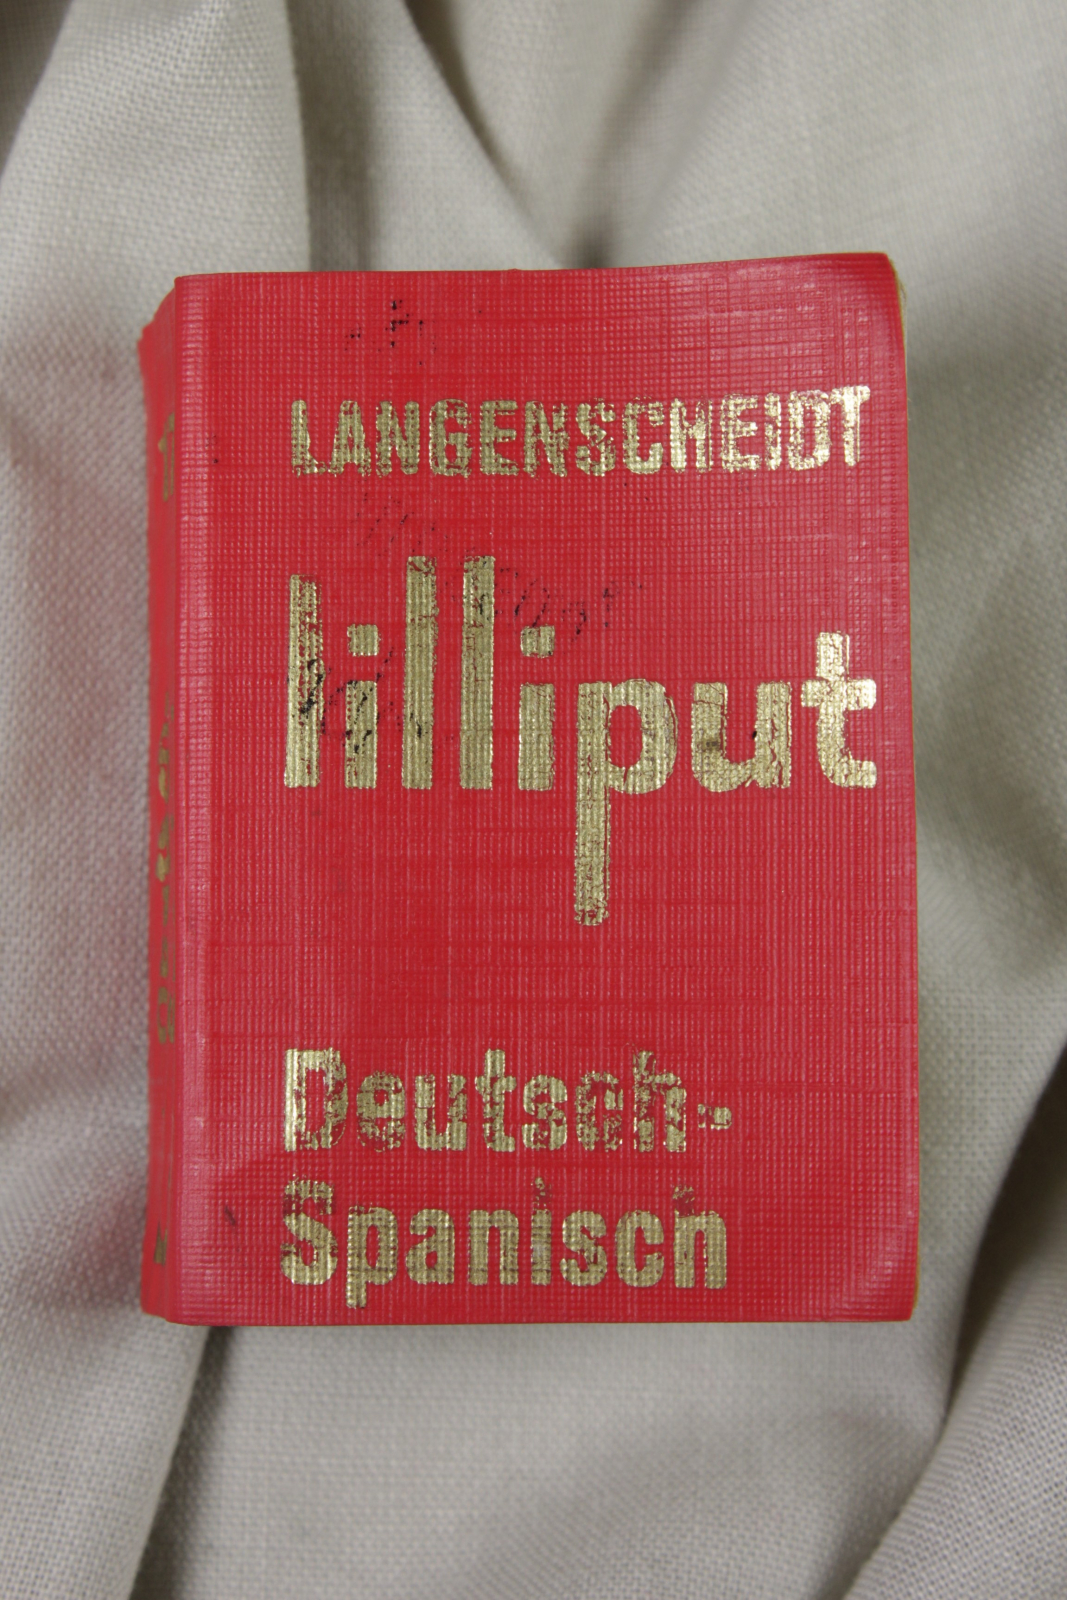 LANGENSCHEIDT
lilliput
Deutsch-
Spanisch